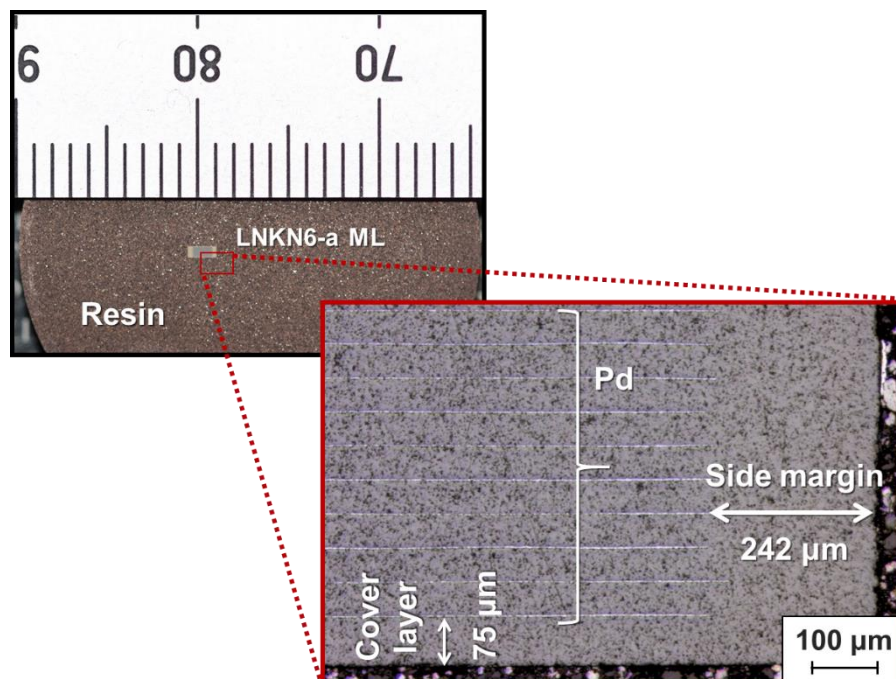 9 80 70
LNKN6-a ML
Resin
Pd
Side margin
242 µm
Cover
layer
75 µm
100 µm